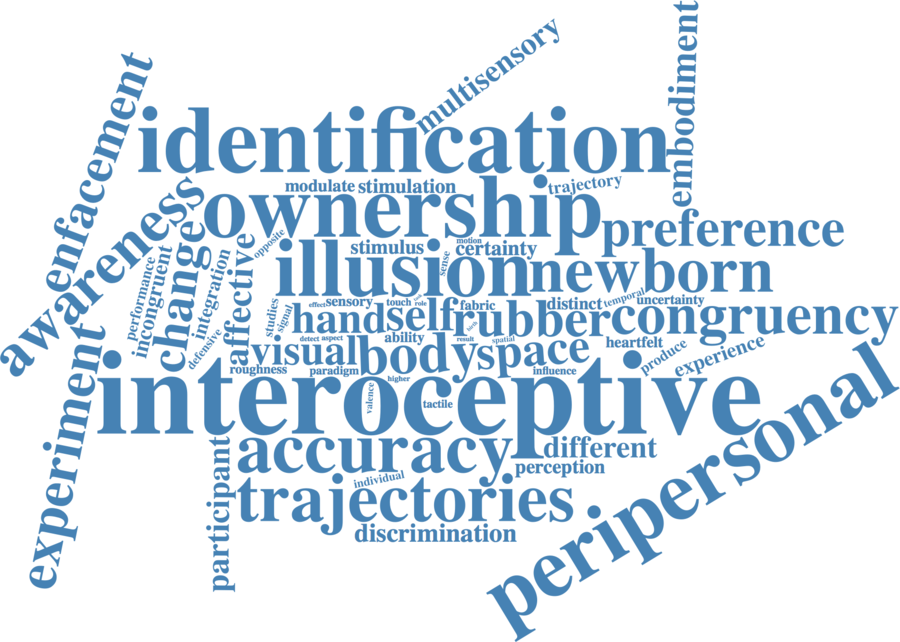 multisensory
embodiment
enfacement
identification
awareness
modulate
stimulation
trajectory
ownership
preference
change
opposite
affective
stimulus
motion
certainty
sense
illusion
newborn
performance
incongruent
integration
defensive
studies
signal
effect
sensory
touch
role
fabric
distinct
temporal
uncertainty
hand
self
rubber
congruency
detect
aspect
ability
result
spatial
heartfelt
visual
body
space
produce
experience
roughness
paradigm
higher
influence
experiment
interoceptive
valence
tactile
peripersonal
participant
accuracy
different
perception
individual
trajectories
discrimination